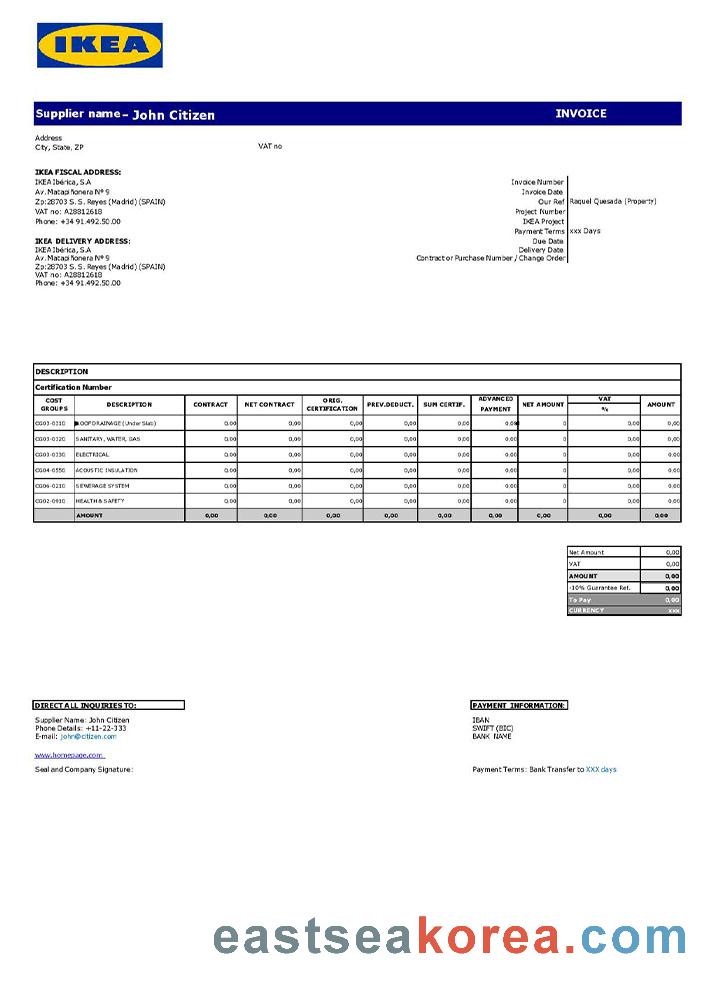 IKEA
Supplier name – John Citizen INVOICE
Address
City, State, ZP VAT no
IKEA FISCAL ADDRESS:
IKEA Ibérica, S.A
Av. Matapiñonera Nº 9
Zp:28703 S. S. Reyes (Madrid) (SPAIN)
VAT no: A28812618
Phone: +34 91.492.50.00
Invoice Number
Invoice Date
Our Ref Raquel Quesada (Property)
Project Number
IKEA Project
Payment Terms xxx Days
Due Date
Delivery Date
Contract or Purchase Number / Change Order
IKEA DELIVERY ADDRESS:
IKEA Ibérica, S.A
Av. Matapiñonera Nº 9
Zp:28703 S. S. Reyes (Madrid) (SPAIN)
VAT no: A28812618
Phone: +34 91.492.50.00
DESCRIPTION
Certification Number
COST GROUPS DESCRIPTION CONTRACT NET CONTRACT ORIG. CERTIFICATION PREV.DEDUCT. SUM CERTIF. ADVANCED PAYMENT NET AMOUNT VAT % AMOUNT
CG03-0310 ROOF DRAINAGE (Under Slab) 0,00 0,00 0,00 0,00 0,00 0,00 0 0,00 0,00
CG03-0320 SANITARY, WATER, GAS 0,00 0,00 0,00 0,00 0,00 0,00 0 0,00 0,00
CG03-0330 ELECTRICAL 0,00 0,00 0,00 0,00 0,00 0,00 0 0,00 0,00
CG04-0550 ACOUSTIC INSULATION 0,00 0,00 0,00 0,00 0,00 0,00 0 0,00 0,00
CG06-0210 SEWERAGE SYSTEM 0,00 0,00 0,00 0,00 0,00 0,00 0 0,00 0,00
CG02-0910 HEALTH & SAFETY 0,00 0,00 0,00 0,00 0,00 0,00 0 0,00 0,00
AMOUNT 0,00 0,00 0,00 0,00 0,00 0,00 0,00 0,00 0,00
Net Amount 0,00
VAT 0,00
AMOUNT 0,00
-10% Guarantee Ret. 0,00
To Pay 0,00
CURRENCY xxx
DIRECT ALL INQUIRIES TO:
Supplier Name: John Citizen
Phone Details: +11-22-333
E-mail: john@citizen.com
www.homepage.com
Seal and Company Signature:
PAYMENT INFORMATION:
IBAN
SWIFT (BIC)
BANK NAME
Payment Terms: Bank Transfer to XXX days
eastseakorea.com